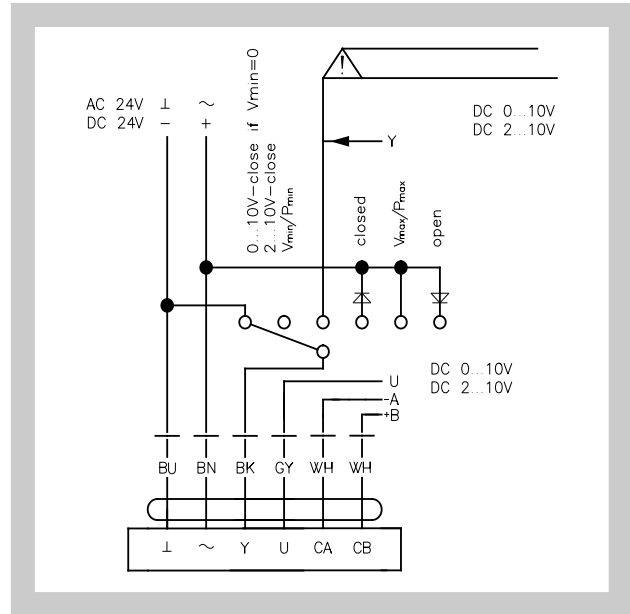 !
AC 24V ⊥ ~
DC 24V − +
0...10V−close if Vmin=0
2...10V−close
Vmin/Pmin
DC 0...10V
DC 2...10V
Y
closed
Vmax/Pmax
open
DC 0...10V
DC 2...10V
U
-A
+B
BU BN BK GY WH WH
⊥ ~ Y U CA CB